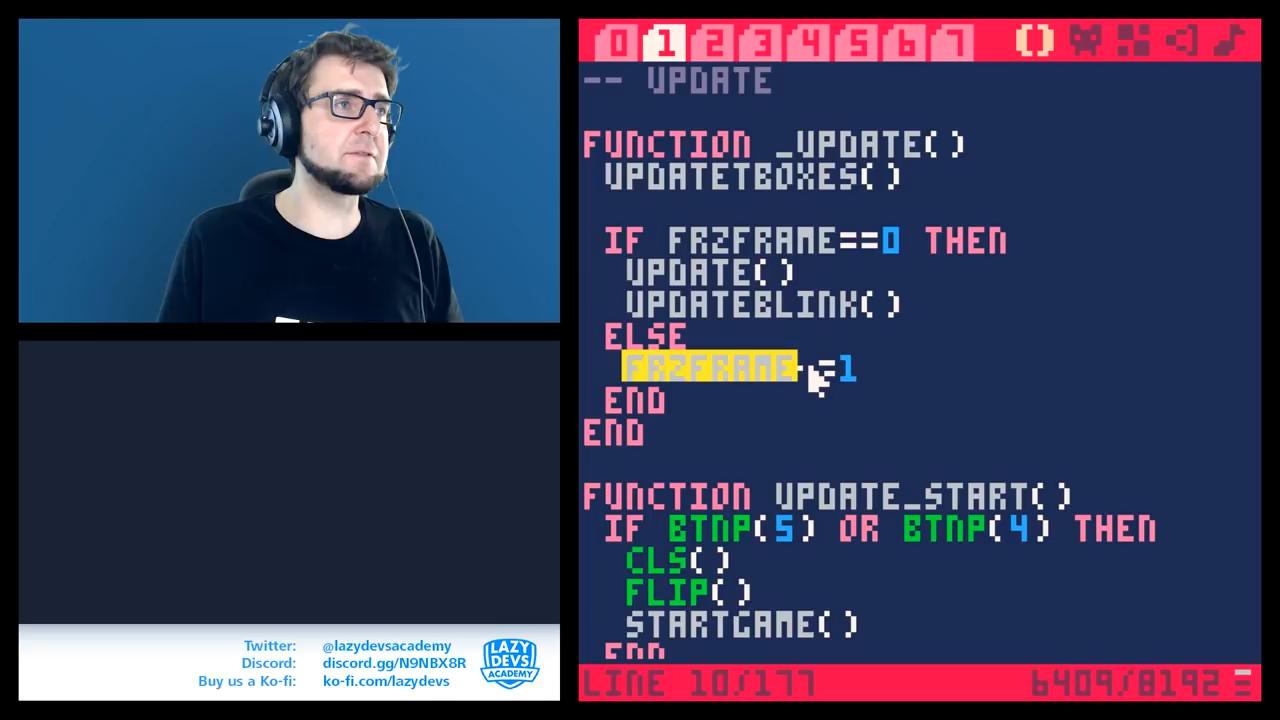 0 1 2 3 4 5 6 7 ()
-- UPDATE
FUNCTION _UPDATE()
UPDATETBOXES()
IF FRZFRAME==0 THEN
UPDATE()
UPDATEBLINK()
ELSE
FRZFRAME-=1
END
END
FUNCTION UPDATE_START()
IF BTNP(5) OR BTNP(4) THEN
CLS()
FLIP()
STARTGAME()
END
LINE 10/177 6409/8192
Twitter: @lazydevsacademy
Discord: discord.gg/N9NBX8R
Buy us a Ko-fi: ko-fi.com/lazydevs
LAZY
DEVS
ACADEMY